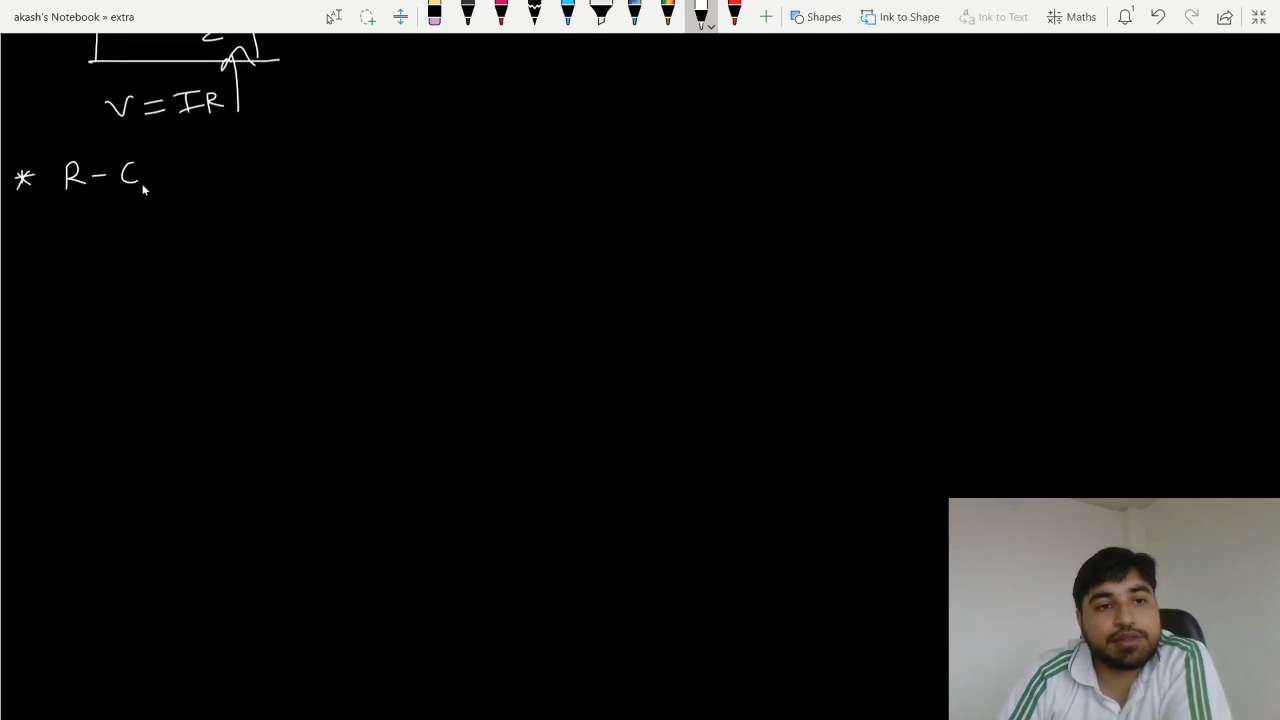 akash's Notebook » extra
Shapes
Ink to Shape
Ink to Text
Maths
V = IR
* R - C